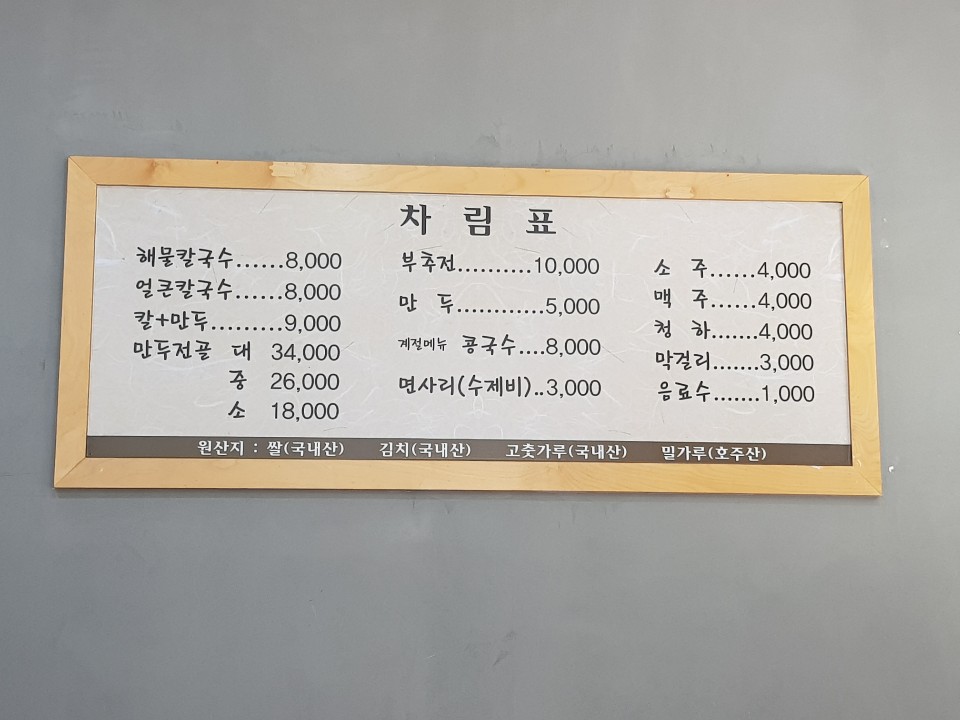 차 림 표
해물칼국수......8,000
얼큰칼국수......8,000
칼+만두.........9,000
만두전골 대 34,000
중 26,000
소 18,000
부추전..........10,000
만 두............5,000
계절메뉴 콩국수....8,000
면사리(수제비)..3,000
소 주......4,000
맥 주......4,000
청 하.......4,000
막걸리.......3,000
음료수.......1,000
원산지 : 쌀(국내산) 김치(국내산) 고춧가루(국내산) 밀가루(호주산)